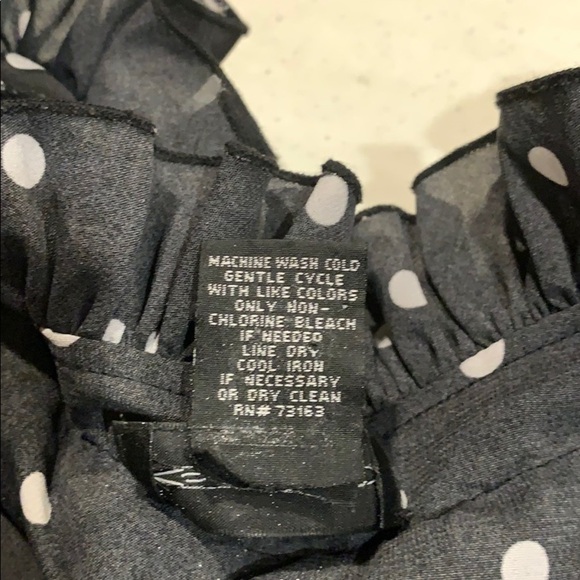 MACHINE WASH COLD
GENTLE CYCLE
WITH LIKE COLORS
ONLY NON-
CHLORINE BLEACH
IF NEEDED
LINE DRY
COOL IRON
IF NECESSARY
OR DRY CLEAN
RN# 73163